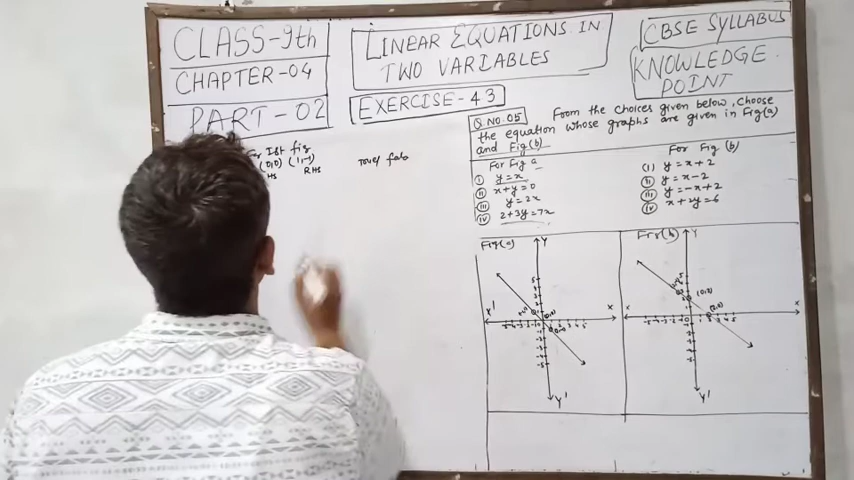 CLASS-9th
CHAPTER-04
PART-02
LINEAR EQUATIONS IN
TWO VARIABLES
EXERCISE-4.3
CBSE SYLLABUS
KNOWLEDGE
POINT
Ist fig
(0,0) (1,-1)
HS RHS
Q.NO.05 From the choices given below, choose
the equation whose graphs are given in Fig(a)
and Fig(b)
For Fig a
(i) y=x
(ii) x+y=0
(iii) y=2x
(iv) 2+3y=7x
For Fig (b)
(i) y=x+2
(ii) y=x-2
(iii) y=-x+2
(iv) x+2y=6
Fig(a)
Y
X'
X
Y'
Fig(b)
Y
X
Y'